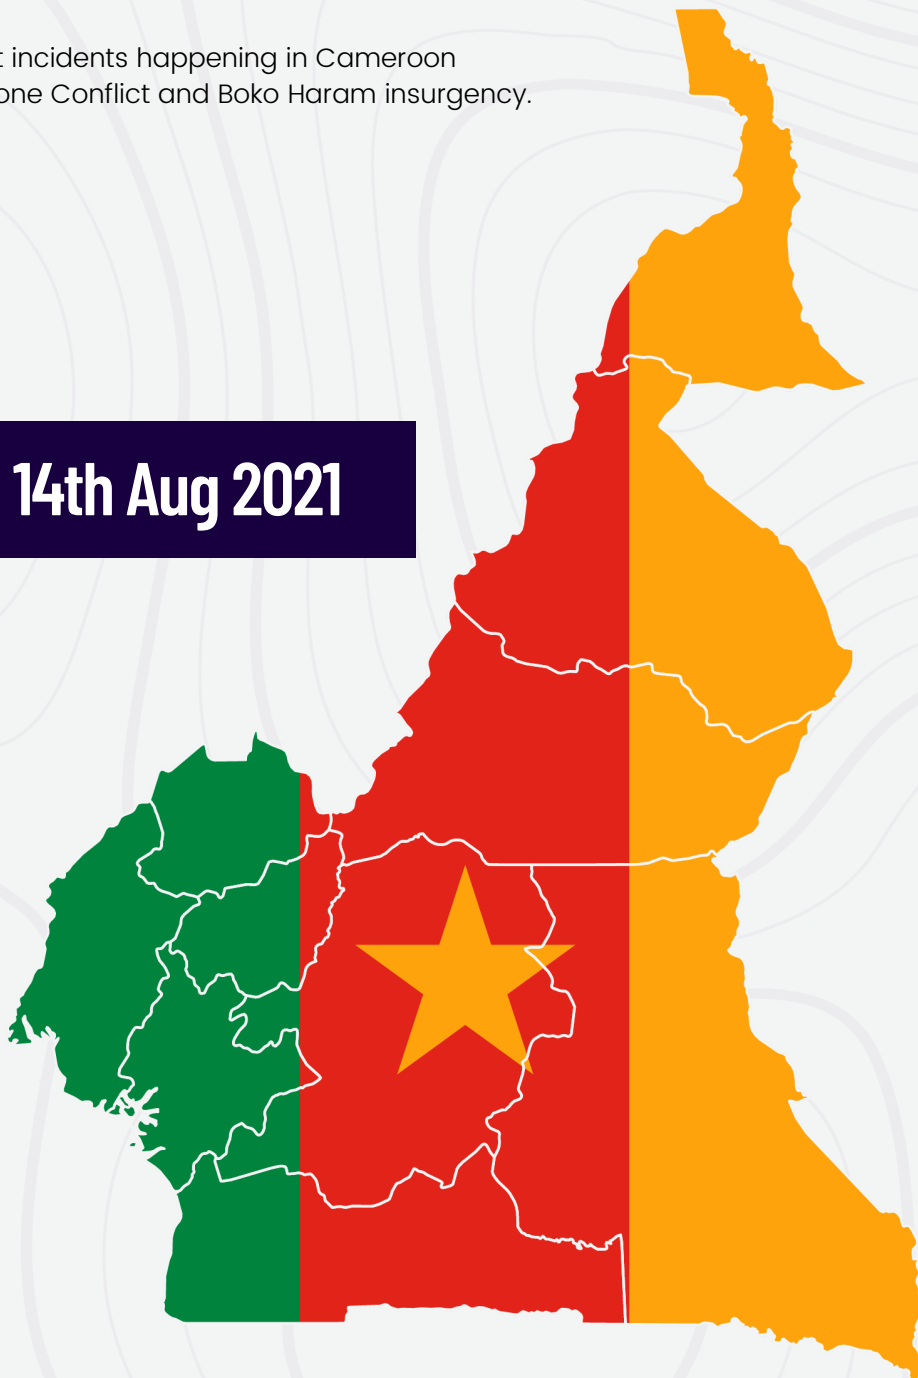 incidents happening in Cameroon
Conflict and Boko Haram insurgency.
14th Aug 2021